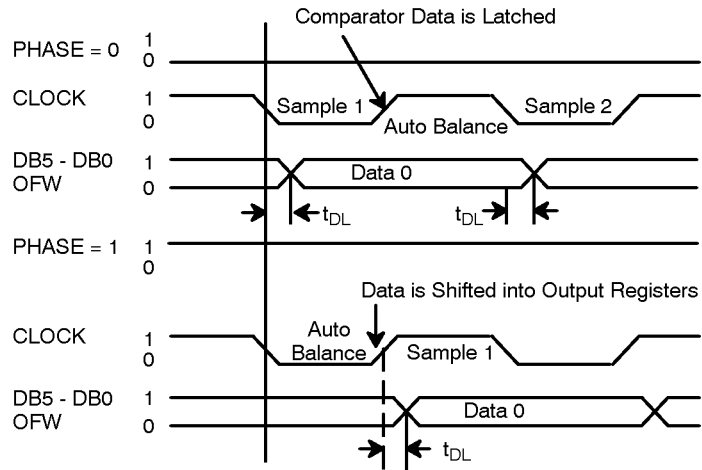 Comparator Data is Latched
PHASE = 0 1
0
CLOCK 1 Sample 1 Sample 2
0 Auto Balance
DB5 - DB0 1 Data 0
OFW 0
tDL tDL
PHASE = 1 1
0
Data is Shifted into Output Registers
CLOCK 1 Auto
0 Balance Sample 1
DB5 - DB0 1
OFW 0 Data 0
tDL